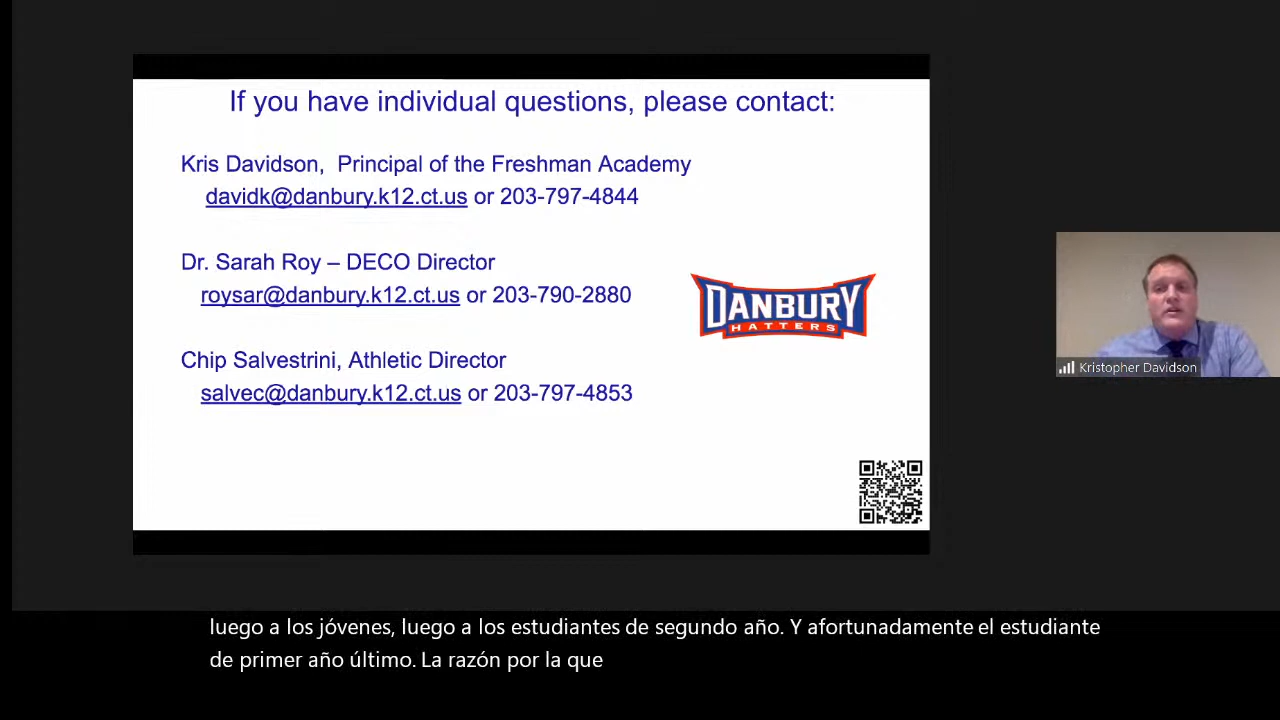 If you have individual questions, please contact:
Kris Davidson,  Principal of the Freshman Academy
davidk@danbury.k12.ct.us or 203-797-4844
Dr. Sarah Roy – DECO Director
roysar@danbury.k12.ct.us or 203-790-2880
DANBURY
HATTERS
Chip Salvestrini, Athletic Director
salvec@danbury.k12.ct.us or 203-797-4853
Kristopher Davidson
luego a los jóvenes, luego a los estudiantes de segundo año. Y afortunadamente el estudiante
de primer año último. La razón por la que